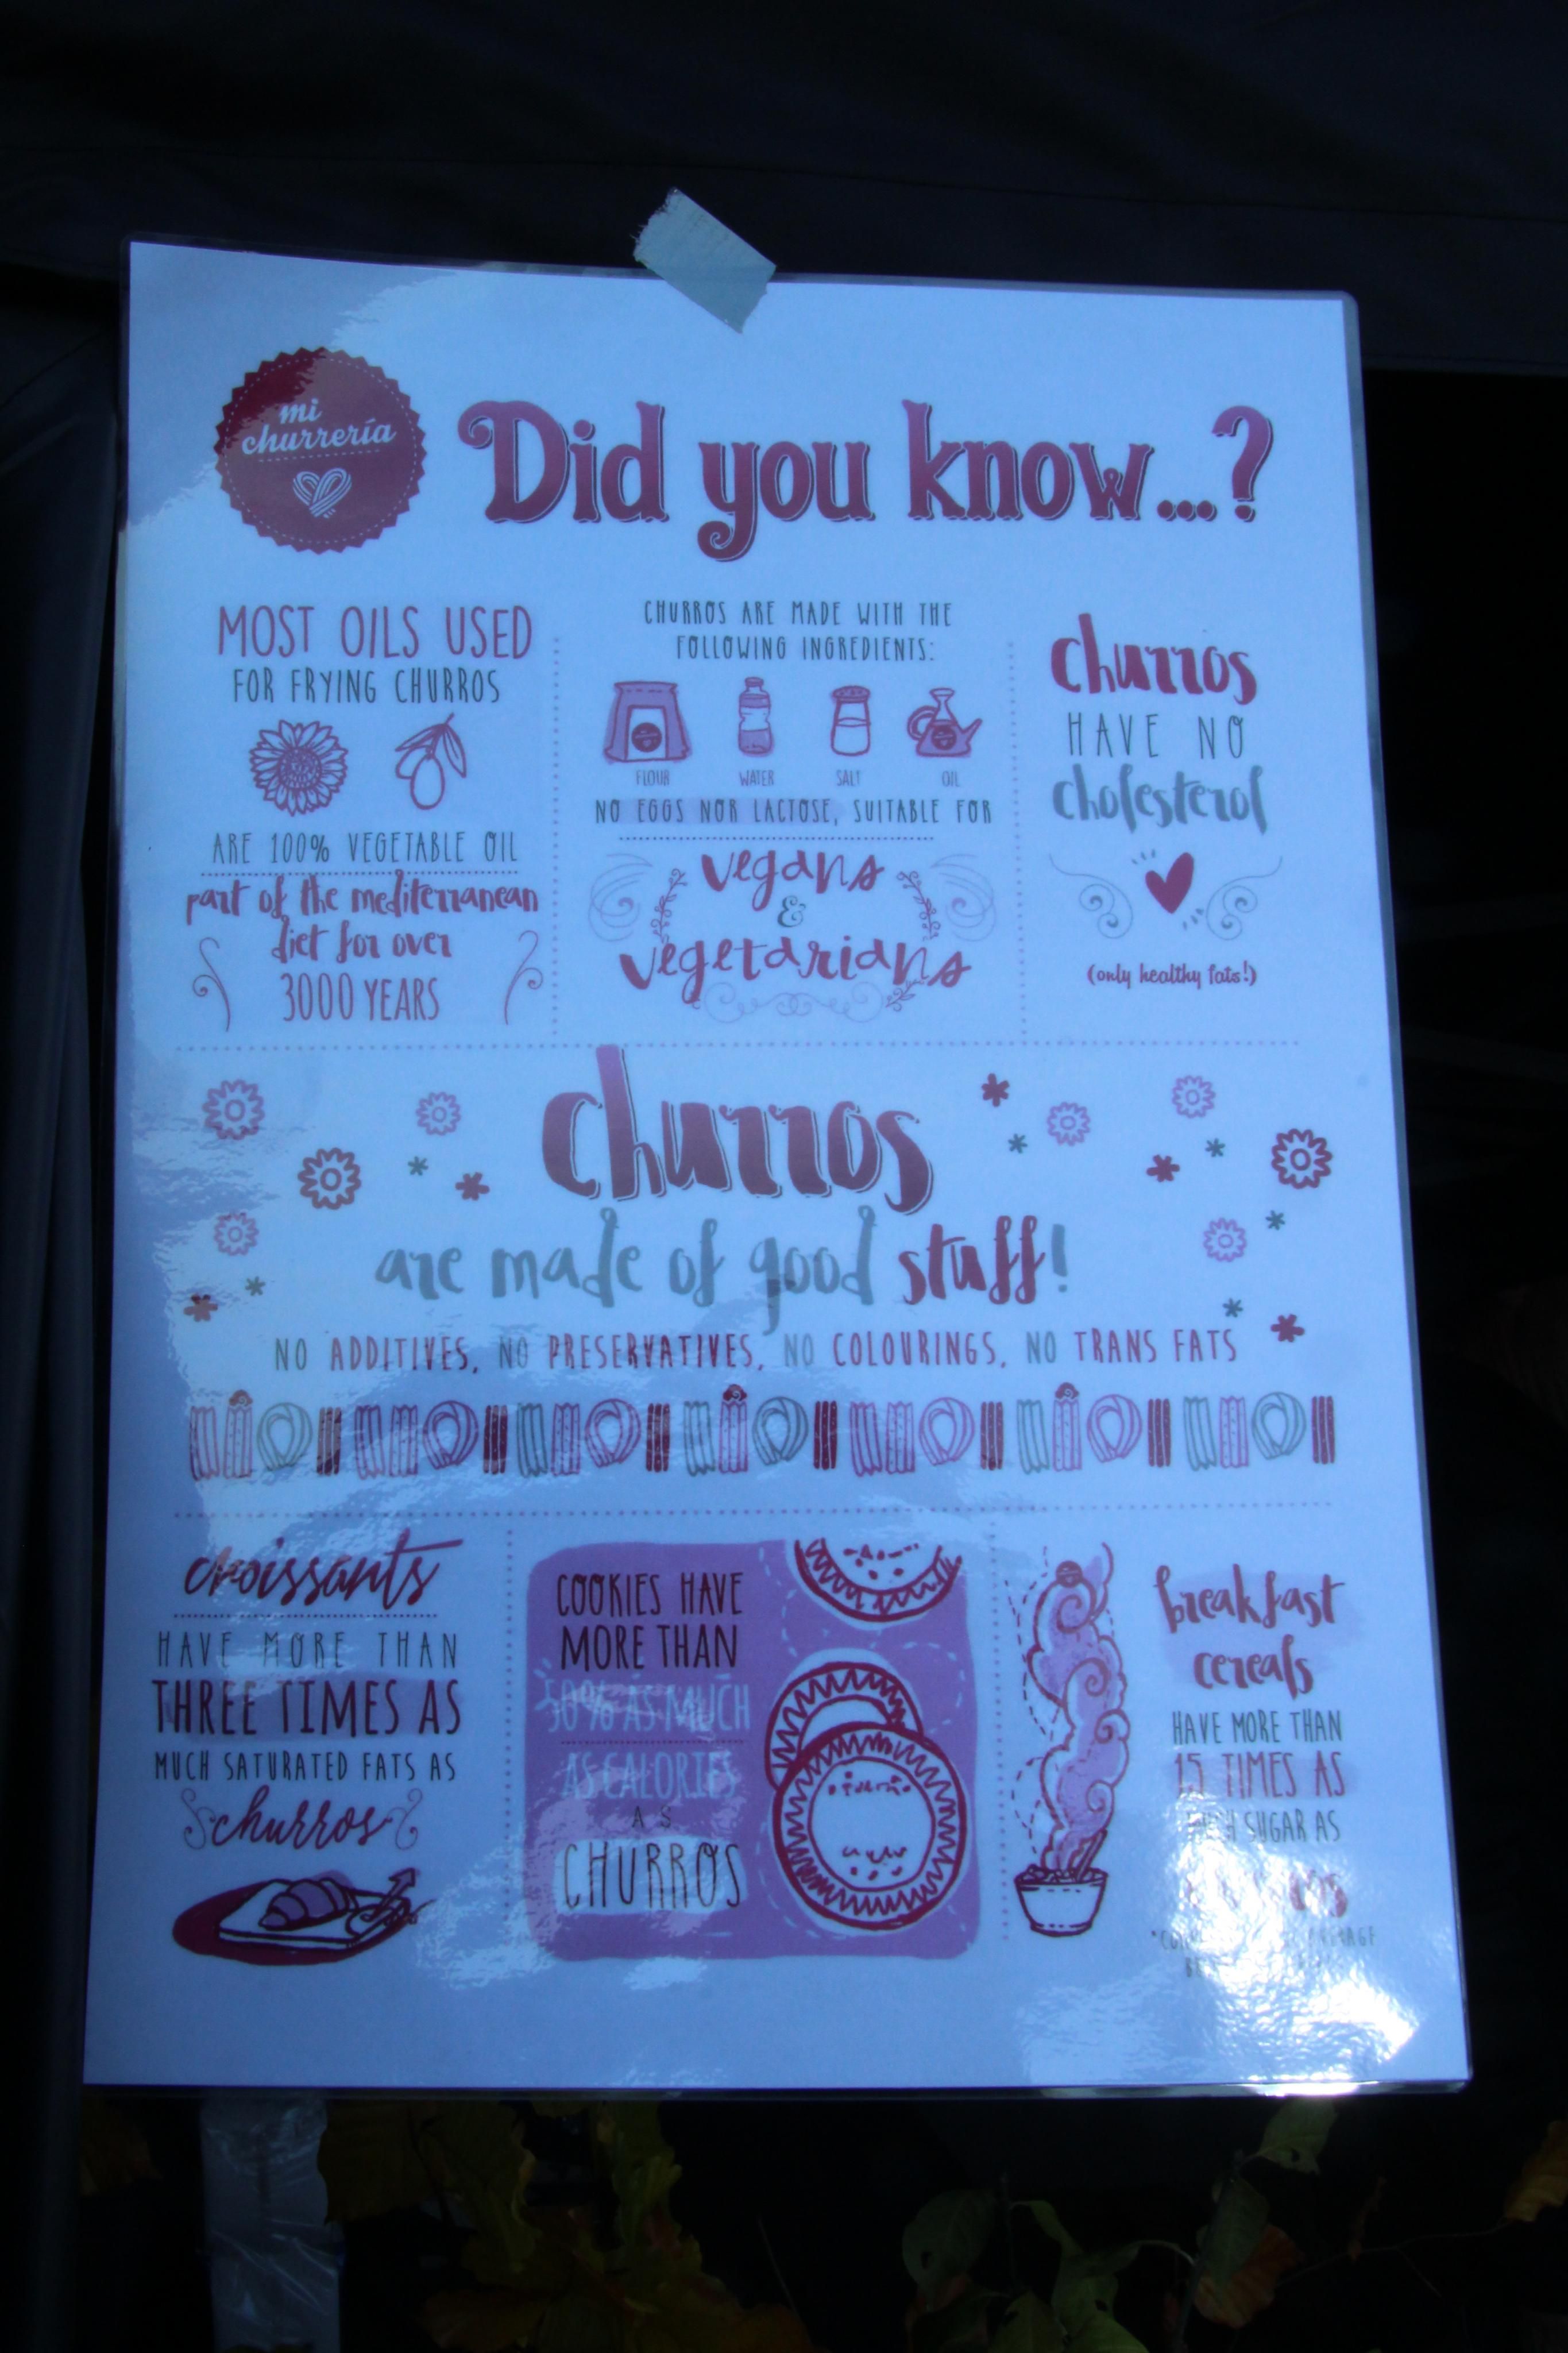 mi
churrería
Did you know...?
MOST OILS USED
FOR FRYING CHURROS
ARE 100% VEGETABLE OIL
part of the mediterranean
diet for over
3000 YEARS
CHURROS ARE MADE WITH THE
FOLLOWING INGREDIENTS:
FLOUR WATER SALT OIL
NO EGGS NOR LACTOSE, SUITABLE FOR
vegans
&
vegetarians
churros
HAVE NO
cholesterol
(only healthy fats!)
churros
are made of good stuff!
NO ADDITIVES, NO PRESERVATIVES, NO COLOURINGS, NO TRANS FATS
croissants
HAVE MORE THAN
THREE TIMES AS
MUCH SATURATED FATS AS
churros
COOKIES HAVE
MORE THAN
50% AS MUCH
AS CALORIES
AS
CHURROS
breakfast
cereals
HAVE MORE THAN
15 TIMES AS
MUCH SUGAR AS